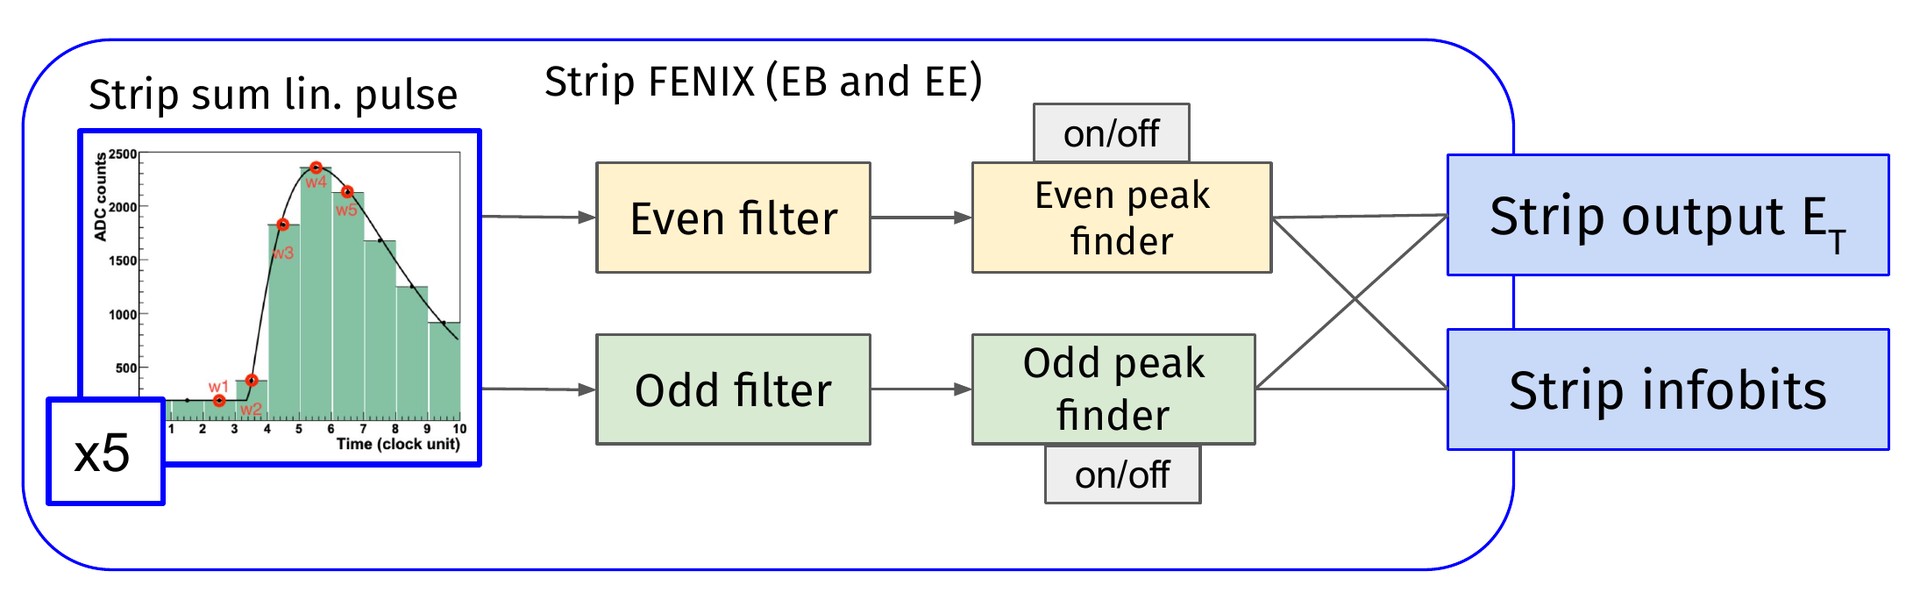 Strip FENIX (EB and EE)
Strip sum lin. pulse
ADC counts
2500
2000
1500
1000
500
w1
w2
w3
w4
w5
1 2 3 4 5 6 7 8 9 10
Time (clock unit)
x5
Even filter
on/off
Even peak
finder
Odd filter
Odd peak
finder
on/off
Strip output E_T
Strip infobits